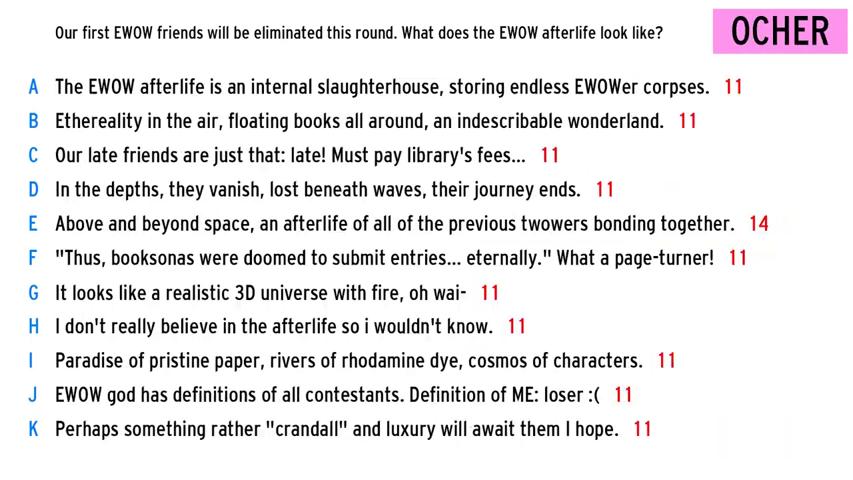 Our first EWOW friends will be eliminated this round. What does the EWOW afterlife look like?
OCHER
A The EWOW afterlife is an internal slaughterhouse, storing endless EWOWer corpses. 11
B Ethereality in the air, floating books all around, an indescribable wonderland. 11
C Our late friends are just that: late! Must pay library's fees... 11
D In the depths, they vanish, lost beneath waves, their journey ends. 11
E Above and beyond space, an afterlife of all of the previous twowers bonding together. 14
F "Thus, booksonas were doomed to submit entries... eternally." What a page-turner! 11
G It looks like a realistic 3D universe with fire, oh wai- 11
H I don't really believe in the afterlife so i wouldn't know. 11
I Paradise of pristine paper, rivers of rhodamine dye, cosmos of characters. 11
J EWOW god has definitions of all contestants. Definition of ME: loser :( 11
K Perhaps something rather "crandall" and luxury will await them I hope. 11